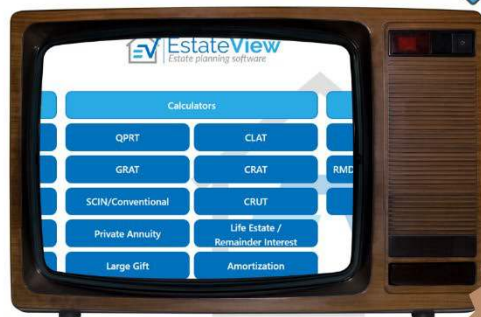 EV EstateView
Estate planning software
Calculators
QPRT CLAT
GRAT CRAT RMD
SCIN/Conventional CRUT
Private Annuity Life Estate /
Remainder Interest
Large Gift Amortization